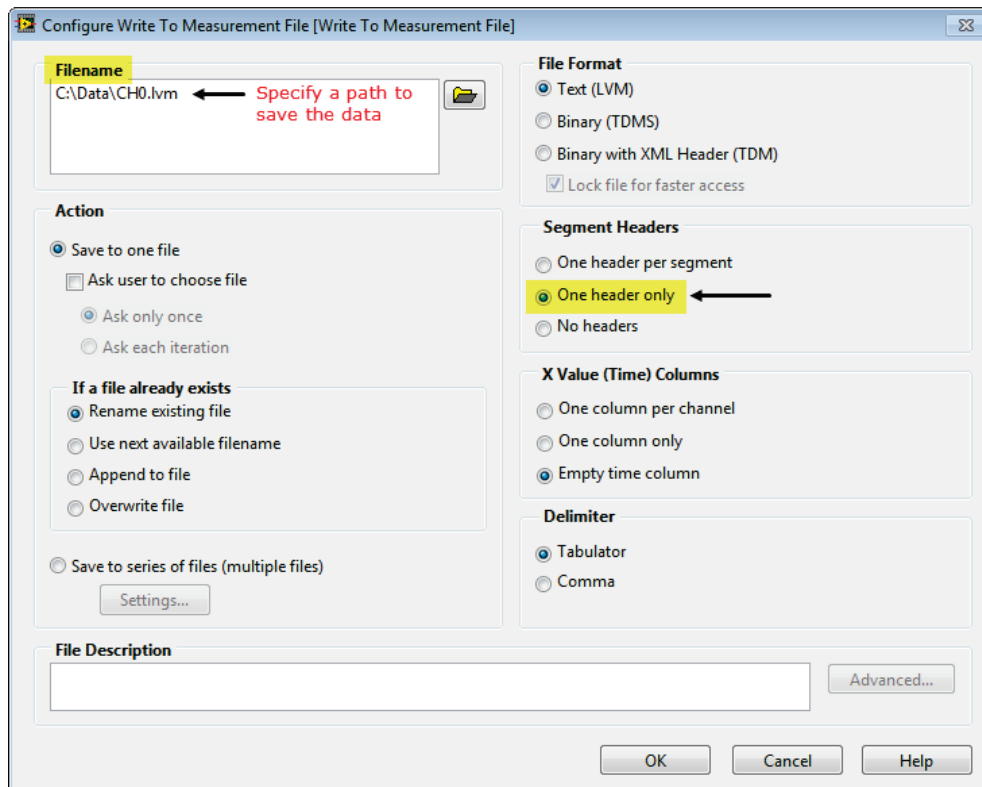 Configure Write To Measurement File [Write To Measurement File]
Filename
C:\Data\CH0.lvm
Specify a path to
save the data
Action
Save to one file
Ask user to choose file
Ask only once
Ask each iteration
If a file already exists
Rename existing file
Use next available filename
Append to file
Overwrite file
Save to series of files (multiple files)
Settings...
File Format
Text (LVM)
Binary (TDMS)
Binary with XML Header (TDM)
Lock file for faster access
Segment Headers
One header per segment
One header only
No headers
X Value (Time) Columns
One column per channel
One column only
Empty time column
Delimiter
Tabulator
Comma
File Description
Advanced...
OK
Cancel
Help